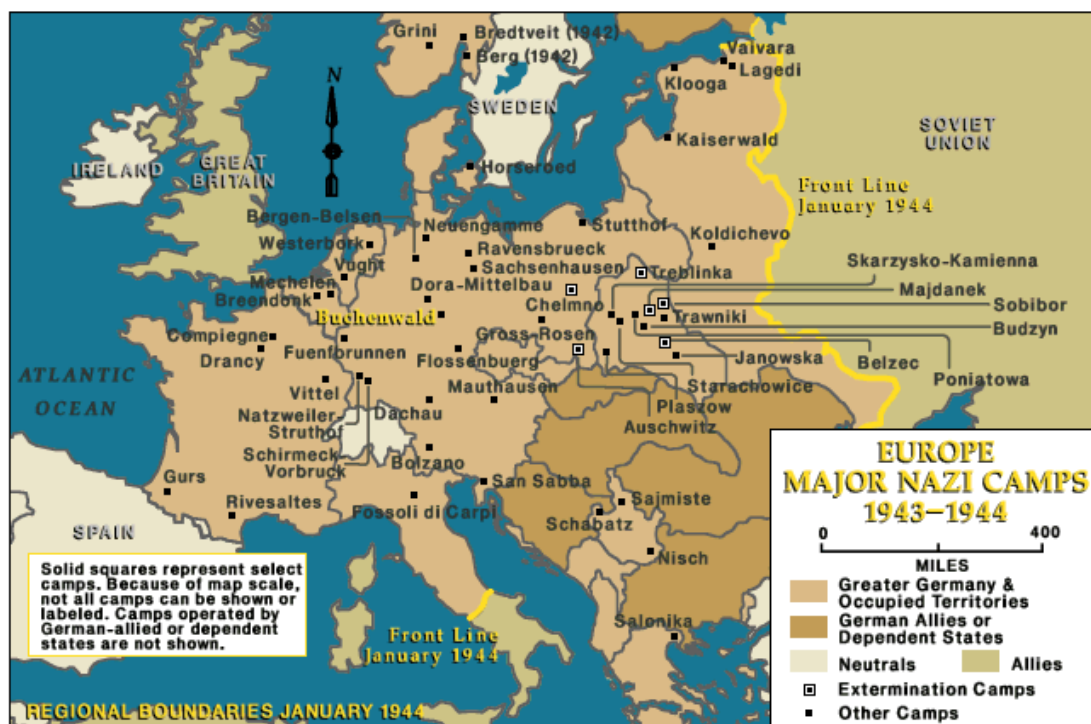 Grini
Bredtveit (1942)
Berg (1942)
Vaivara
Lagedi
Klooga
N
SWEDEN
SOVIET
UNION
Kaiserwald
IRELAND
GREAT
BRITAIN
Horseroed
Front Line
January 1944
Bergen-Belsen
Neuengamme
Stutthof
Koldichevo
Westerbork
Ravensbrueck
Skarzysko-Kamienna
Vught
Sachsenhausen
Treblinka
Mechelen
Dora-Mittelbau
Majdanek
Breendonk
Chelmno
Sobibor
Buchenwald
Trawniki
Compiegne
Gross-Rosen
Budzyn
Drancy
Fuenfbrunnen
Flossenbuerg
Janowska
Belzec
ATLANTIC
OCEAN
Vittel
Mauthausen
Starachowice
Poniatowa
Natzweiler-
Struthof
Dachau
Plaszow
Auschwitz
Schirmeck
Vorbruck
Bolzano
Gurs
San Sabba
Rivesaltes
Fossoli di Carpi
Sajmiste
Schabatz
SPAIN
Nisch
Salonika
Front Line
January 1944
Solid squares represent select
camps. Because of map scale,
not all camps can be shown or
labeled. Camps operated by
German-allied or dependent
states are not shown.
REGIONAL BOUNDARIES JANUARY 1944
EUROPE
MAJOR NAZI CAMPS
1943–1944
0 400
MILES
Greater Germany &
Occupied Territories
German Allies or
Dependent States
Neutrals
Allies
Extermination Camps
Other Camps